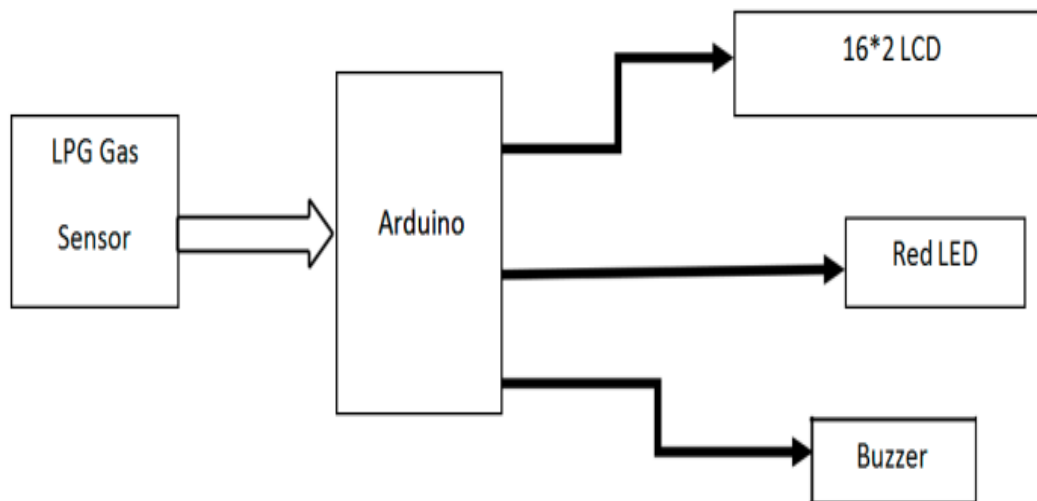 LPG Gas
Sensor
Arduino
16*2 LCD
Red LED
Buzzer